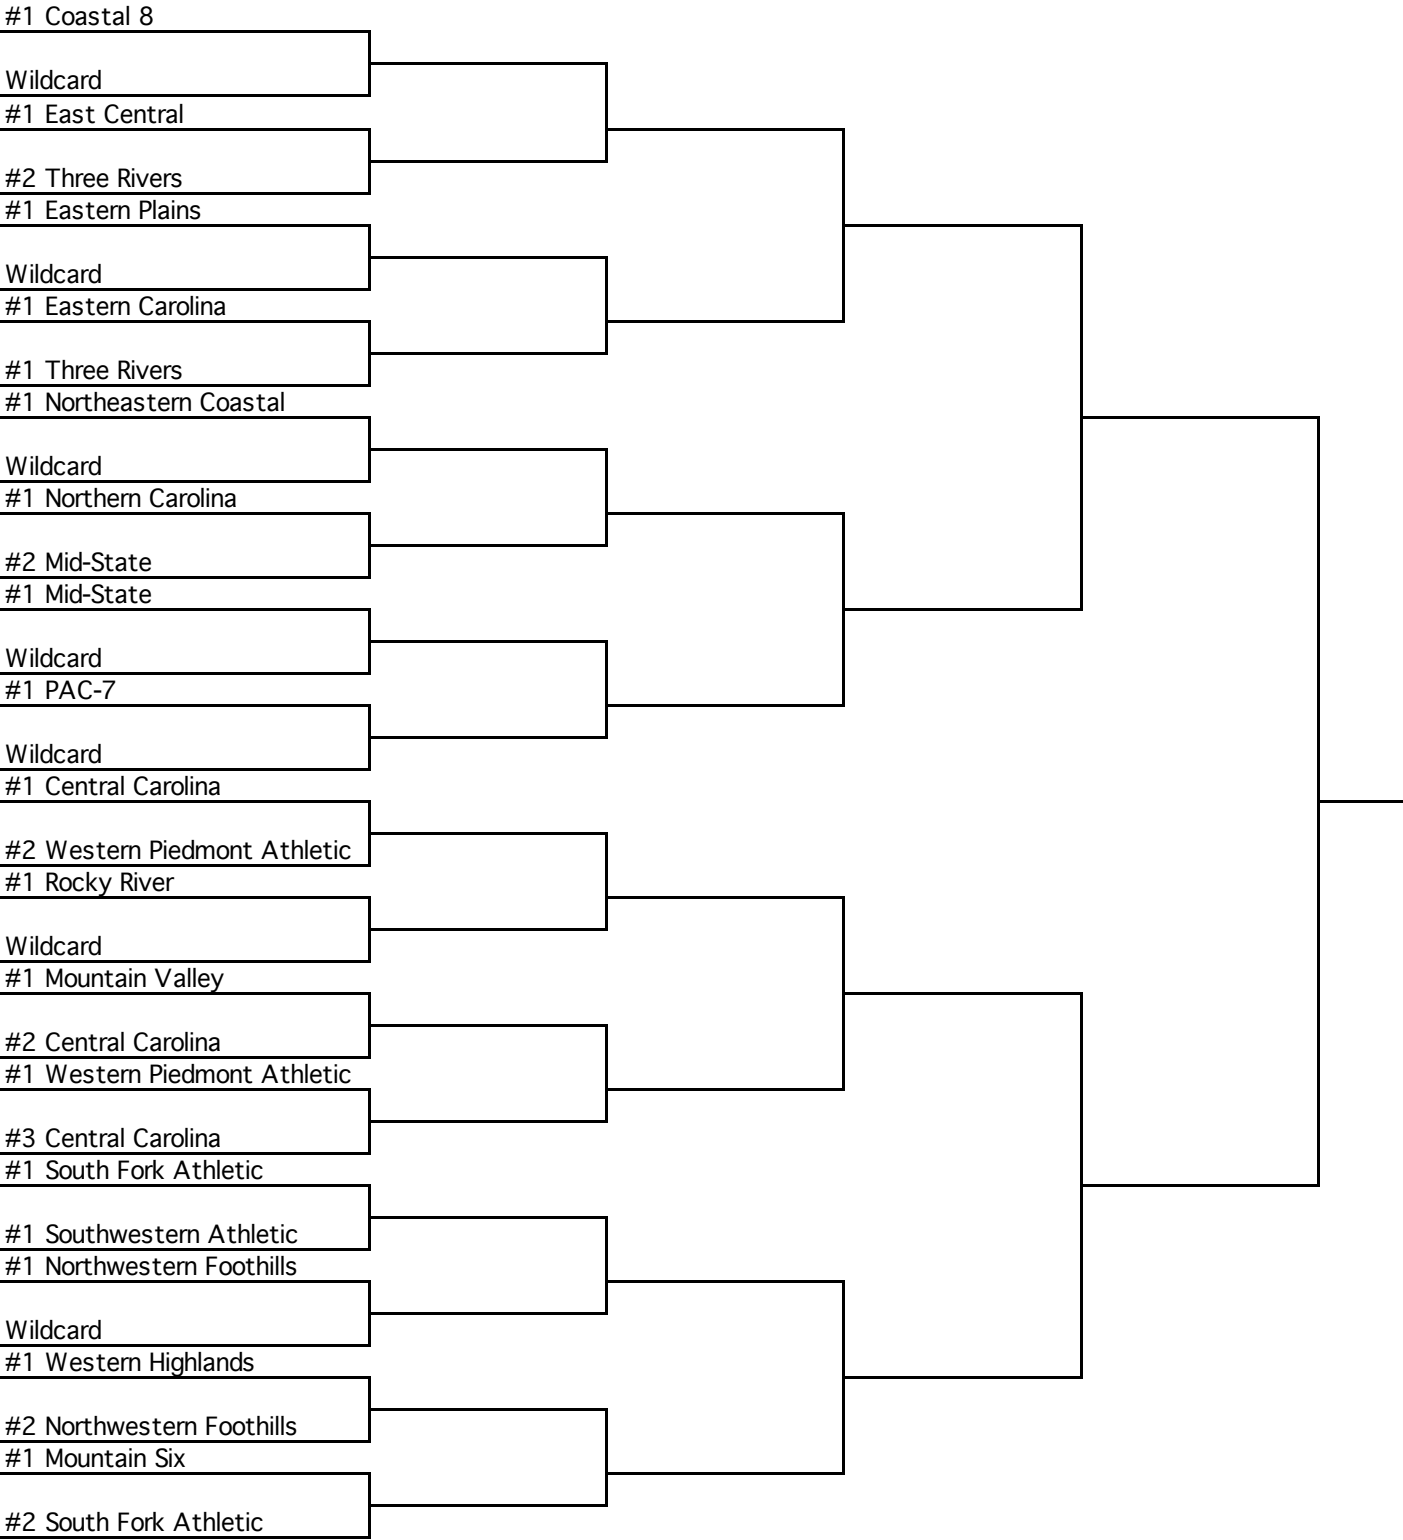 #1 Coastal 8
Wildcard
#1 East Central
#2 Three Rivers
#1 Eastern Plains
Wildcard
#1 Eastern Carolina
#1 Three Rivers
#1 Northeastern Coastal
Wildcard
#1 Northern Carolina
#2 Mid-State
#1 Mid-State
Wildcard
#1 PAC-7
Wildcard
#1 Central Carolina
#2 Western Piedmont Athletic
#1 Rocky River
Wildcard
#1 Mountain Valley
#2 Central Carolina
#1 Western Piedmont Athletic
#3 Central Carolina
#1 South Fork Athletic
#1 Southwestern Athletic
#1 Northwestern Foothills
Wildcard
#1 Western Highlands
#2 Northwestern Foothills
#1 Mountain Six
#2 South Fork Athletic